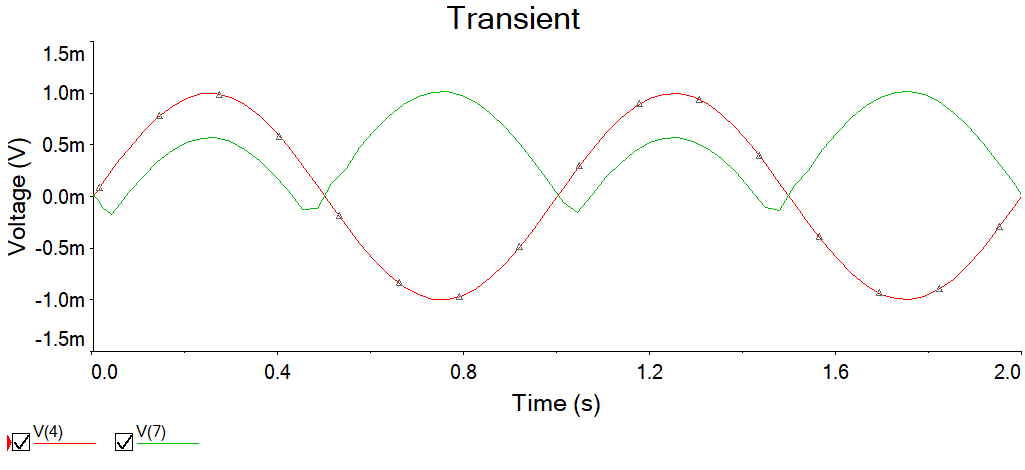 Transient
1.5m
1.0m
0.5m
0.0m
-0.5m
-1.0m
-1.5m
Voltage (V)
0.0 0.4 0.8 1.2 1.6 2.0
Time (s)
V(4) V(7)